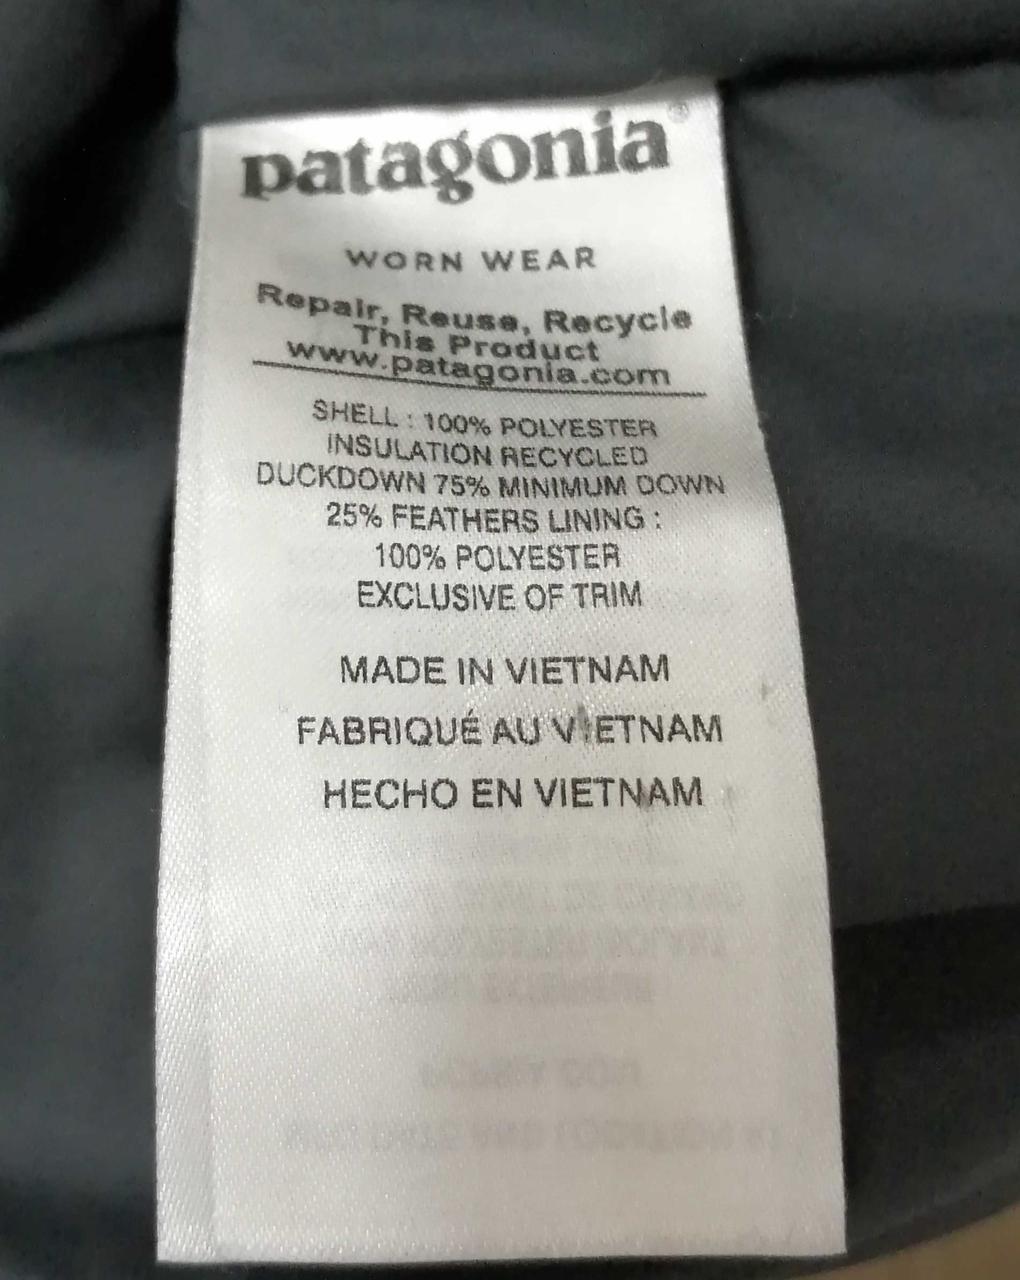 patagonia®
WORN WEAR
Repair, Reuse, Recycle
This Product
www.patagonia.com
SHELL : 100% POLYESTER
INSULATION RECYCLED
DUCKDOWN 75% MINIMUM DOWN
25% FEATHERS LINING :
100% POLYESTER
EXCLUSIVE OF TRIM
MADE IN VIETNAM
FABRIQUÉ AU VIETNAM
HECHO EN VIETNAM